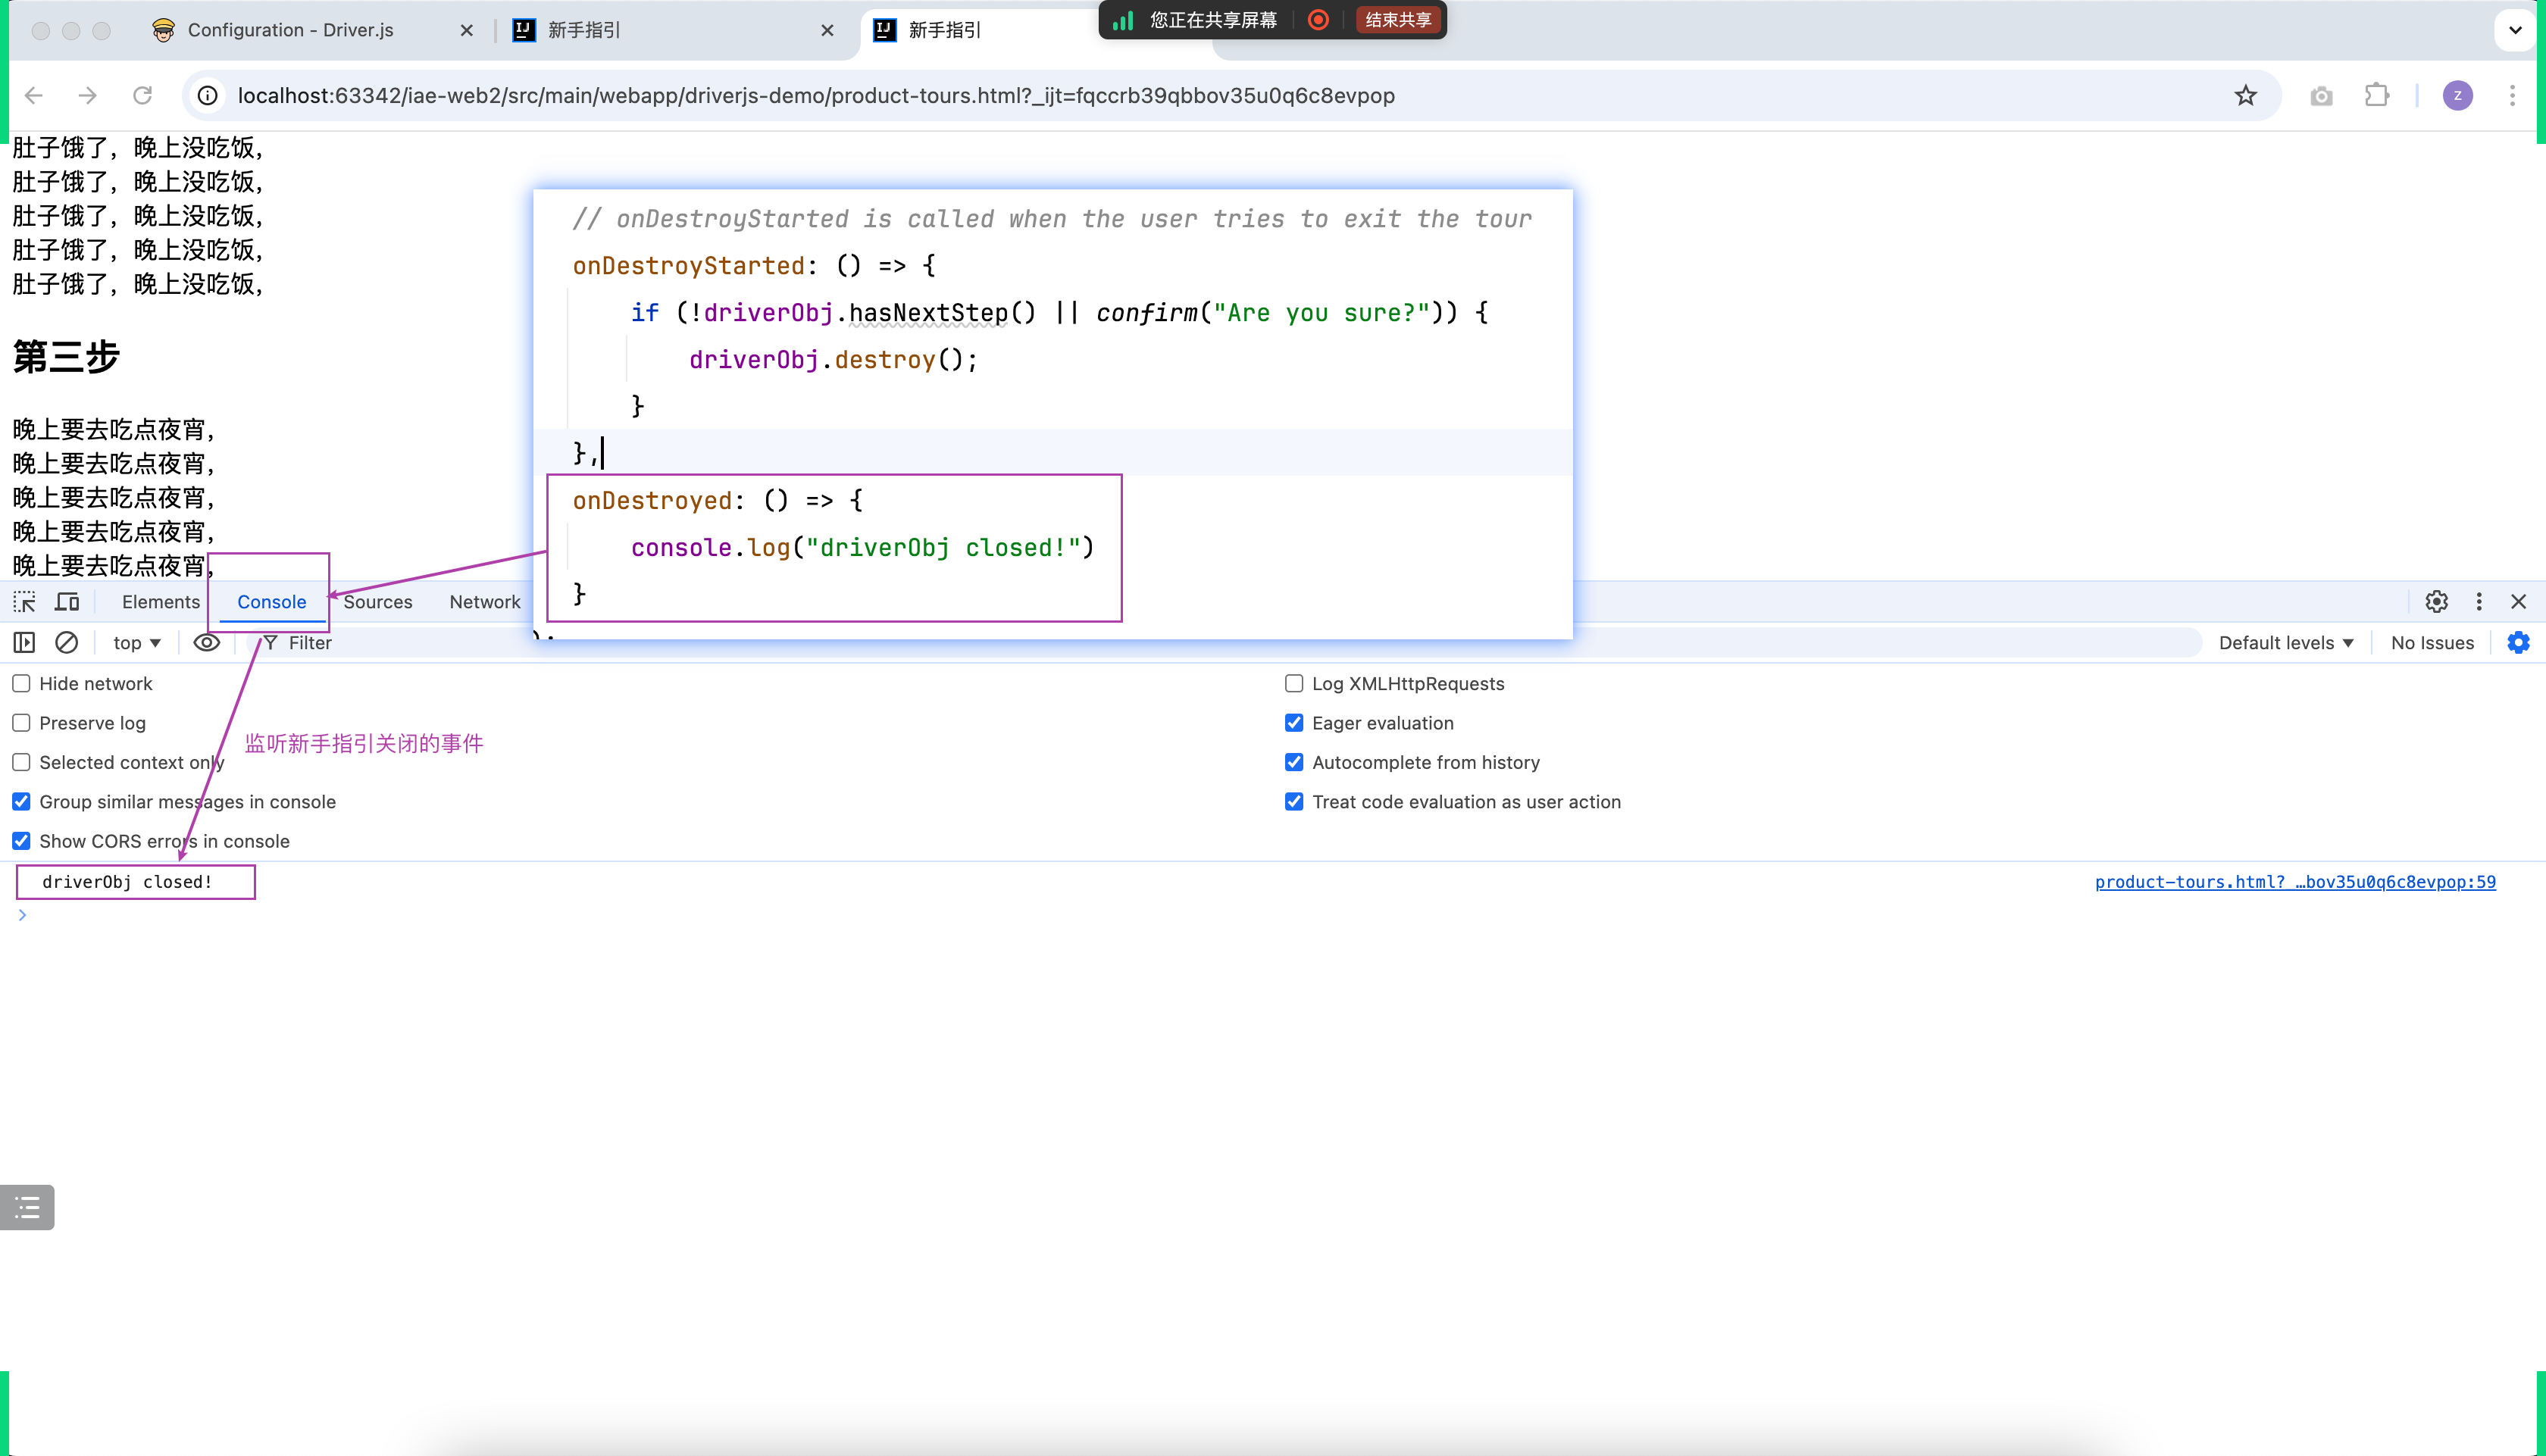 Configuration - Driver.js
新手指引
新手指引
您正在共享屏幕
结束共享
localhost:63342/iae-web2/src/main/webapp/driverjs-demo/product-tours.html?_ijt=fqccrb39qbbov35u0q6c8evpop
z
肚子饿了，晚上没吃饭，
肚子饿了，晚上没吃饭，
肚子饿了，晚上没吃饭，
肚子饿了，晚上没吃饭，
肚子饿了，晚上没吃饭，
第三步
晚上要去吃点夜宵，
晚上要去吃点夜宵，
晚上要去吃点夜宵，
晚上要去吃点夜宵，
晚上要去吃点夜宵，
// onDestroyStarted is called when the user tries to exit the tour
onDestroyStarted: () => {
if (!driverObj.hasNextStep() || confirm("Are you sure?")) {
driverObj.destroy();
}
},
onDestroyed: () => {
console.log("driverObj closed!")
}
Elements Console Sources Network
top Filter Default levels No Issues
Hide network
Preserve log
Selected context only
Group similar messages in console
Show CORS errors in console
Log XMLHttpRequests
Eager evaluation
Autocomplete from history
Treat code evaluation as user action
监听新手指引关闭的事件
driverObj closed! product-tours.html? …bov35u0q6c8evpop:59